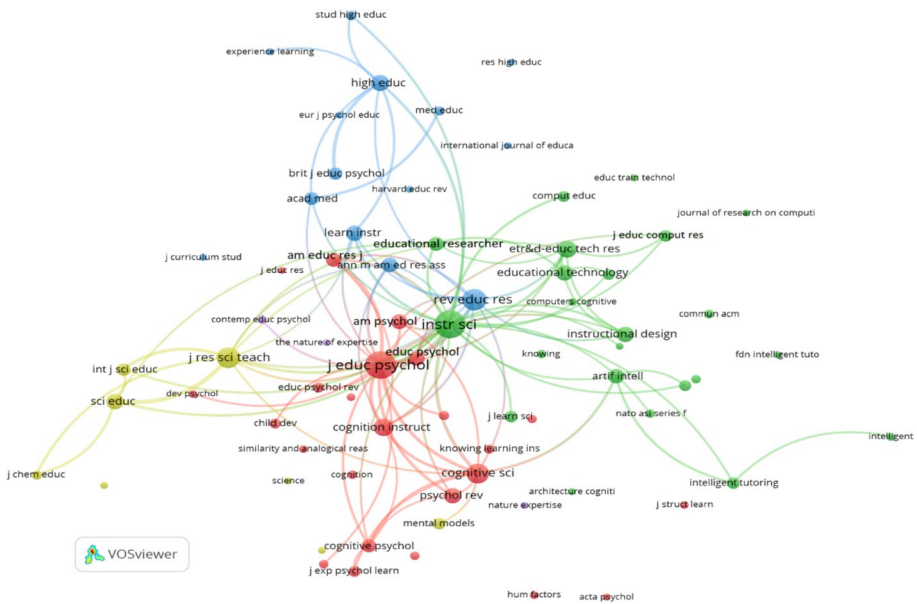 stud high educ
experience learning
res high educ
high educ
eur j psychol educ
med educ
international journal of educa
brit j educ psychol
harvard educ rev
educ train technol
acad med
comput educ
journal of research on computi
learn instr
educational researcher
j educ comput res
etr&d-educ tech res
j curriculum stud
am educ res j
ann m am ed res ass
j educ res
educational technology
rev educ res
computers cognitive
commun acm
contemp educ psychol
am psychol
instr sci
instructional design
the nature of expertise
educ psychol
knowing
fdn intelligent tuto
j res sci teach
j educ psychol
int j sci educ
artif intell
dev psychol
educ psychol rev
sci educ
j learn sci
nato asi series f
child dev
cognition instruct
intelligent
similarity and analogical reas
knowing learning ins
j chem educ
science
cognition
cognitive sci
intelligent tutoring
psychol rev
architecture cogniti
nature expertise
j struct learn
mental models
cognitive psychol
VOSviewer
j exp psychol learn
hum factors
acta psychol